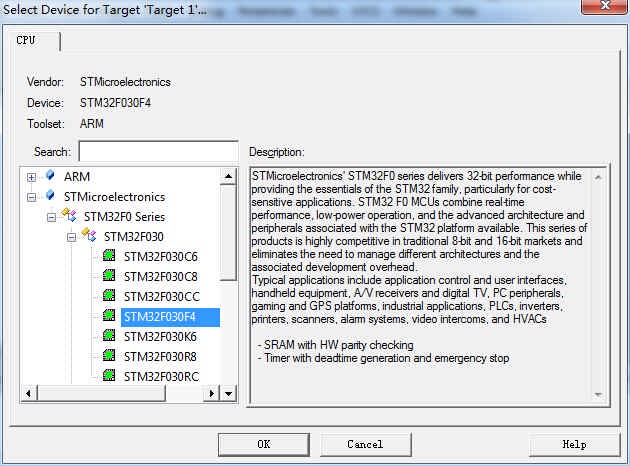 Select Device for Target 'Target 1'...
CPU
Vendor: STMicroelectronics
Device: STM32F030F4
Toolset: ARM
Search:
Description:
ARM
STMicroelectronics
STM32F0 Series
STM32F030
STM32F030C6
STM32F030C8
STM32F030CC
STM32F030F4
STM32F030K6
STM32F030R8
STM32F030RC
STMicroelectronics' STM32F0 series delivers 32-bit performance while
providing the essentials of the STM32 family, particularly for cost-
sensitive applications. STM32 F0 MCUs combine real-time
performance, low-power operation, and the advanced architecture and
peripherals associated with the STM32 platform available. This series of
products is highly competitive in traditional 8-bit and 16-bit markets and
eliminates the need to manage different architectures and the
associated development overhead.
Typical applications include application control and user interfaces,
handheld equipment, A/V receivers and digital TV, PC peripherals,
gaming and GPS platforms, industrial applications, PLCs, inverters,
printers, scanners, alarm systems, video intercoms, and HVACs
- SRAM with HW parity checking
- Timer with deadtime generation and emergency stop
OK
Cancel
Help